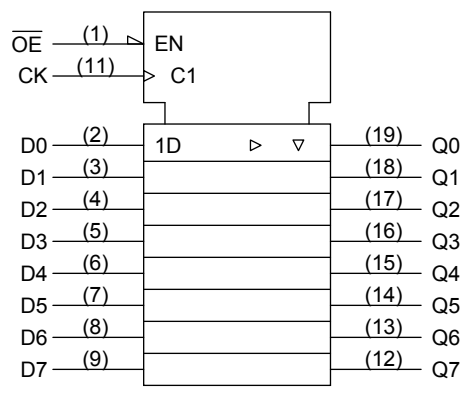 OE (1) EN
CK (11) C1
D0 (2) 1D (19) Q0
D1 (3) (18) Q1
D2 (4) (17) Q2
D3 (5) (16) Q3
D4 (6) (15) Q4
D5 (7) (14) Q5
D6 (8) (13) Q6
D7 (9) (12) Q7